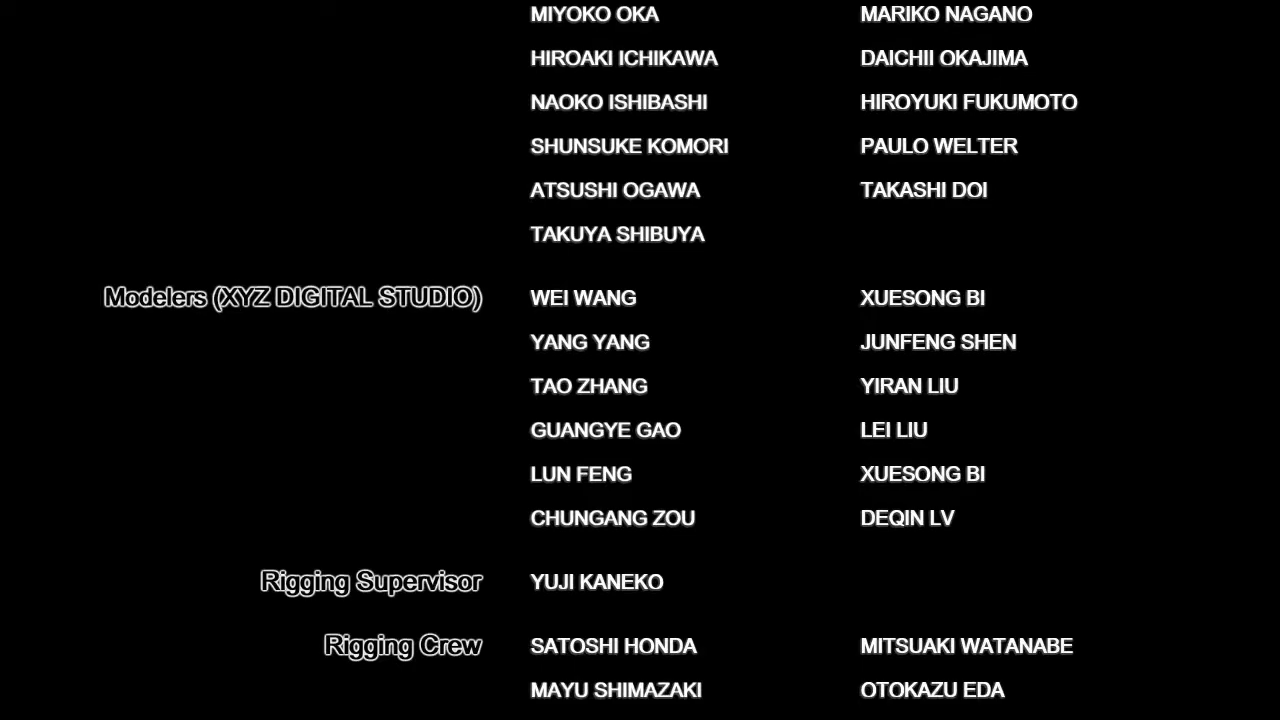 MIYOKO OKA MARIKO NAGANO
HIROAKI ICHIKAWA DAICHII OKAJIMA
NAOKO ISHIBASHI HIROYUKI FUKUMOTO
SHUNSUKE KOMORI PAULO WELTER
ATSUSHI OGAWA TAKASHI DOI
TAKUYA SHIBUYA
Modelers (XYZ DIGITAL STUDIO) WEI WANG XUESONG BI
YANG YANG JUNFENG SHEN
TAO ZHANG YIRAN LIU
GUANGYE GAO LEI LIU
LUN FENG XUESONG BI
CHUNGANG ZOU DEQIN LV
Rigging Supervisor YUJI KANEKO
Rigging Crew SATOSHI HONDA MITSUAKI WATANABE
MAYU SHIMAZAKI OTOKAZU EDA